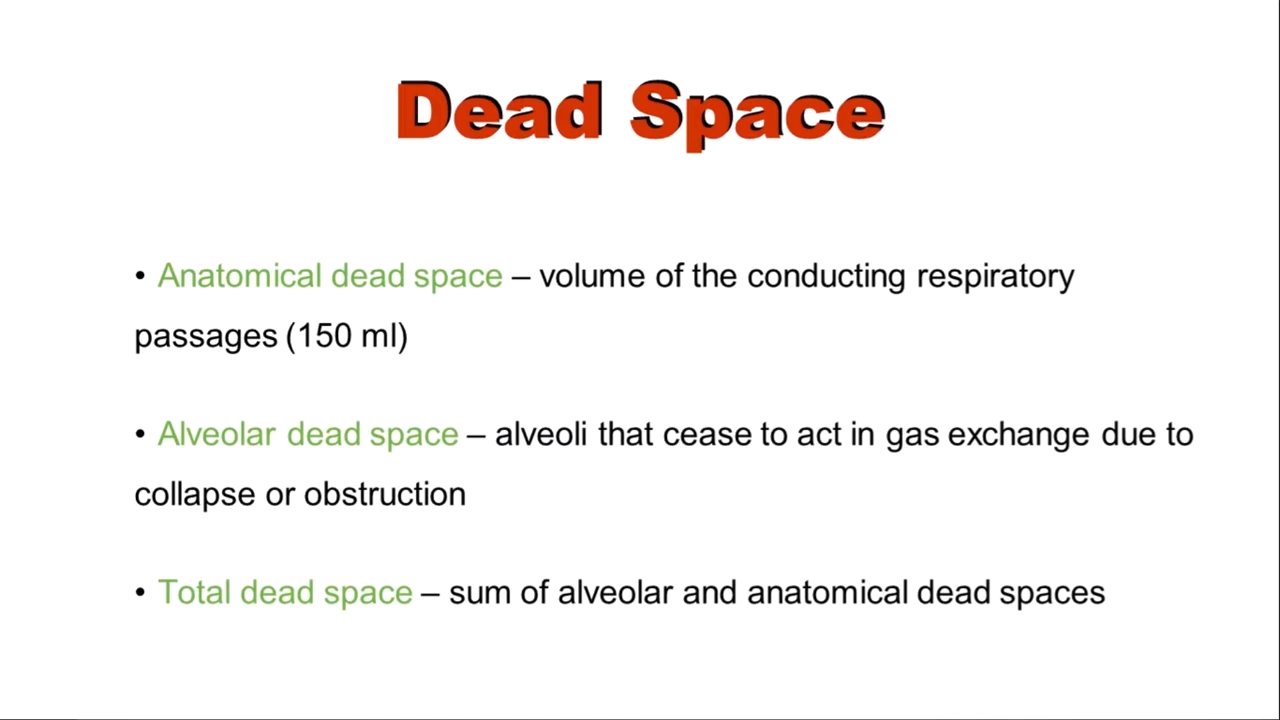 Dead Space
• Anatomical dead space – volume of the conducting respiratory
passages (150 ml)
• Alveolar dead space – alveoli that cease to act in gas exchange due to
collapse or obstruction
• Total dead space – sum of alveolar and anatomical dead spaces